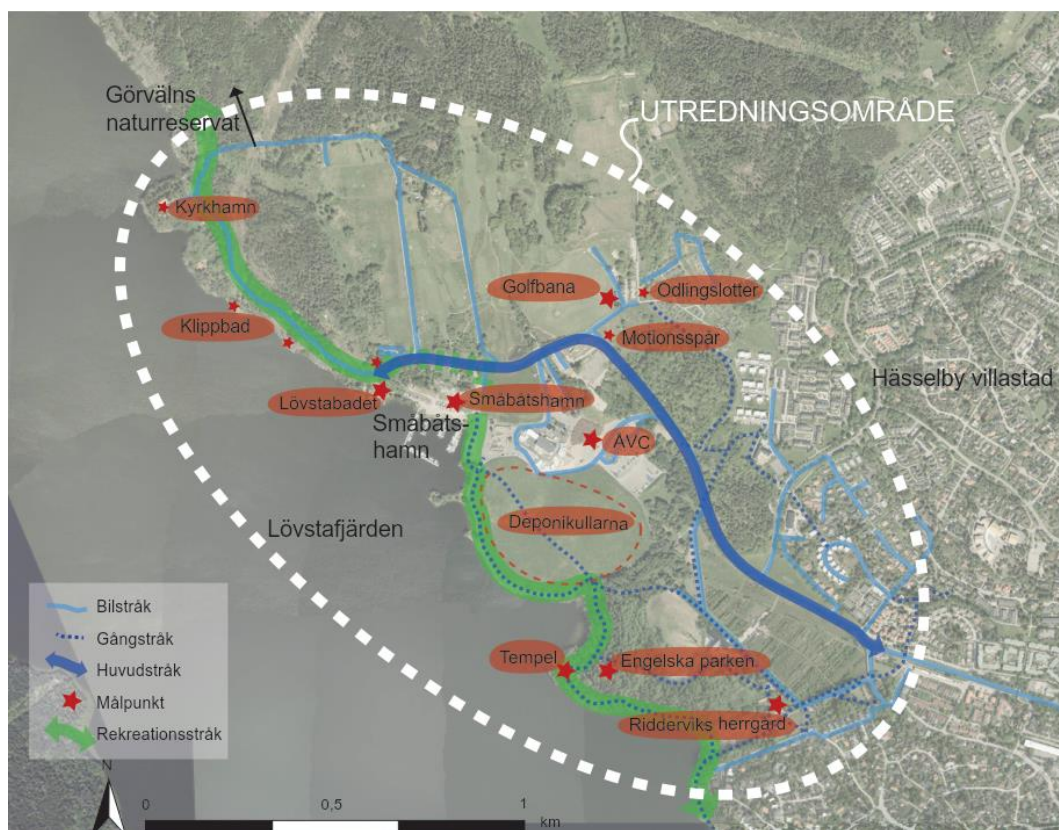 Görvälns
naturreservat
UTREDNINGSOMRÅDE
Kyrkhamn
Golfbana
Odlingslotter
Klippbad
Motionsspår
Hässelby villastad
Lövstabadet
Småbåtshamn
Småbåts-
hamn
AVC
Lövstafjärden
Deponikullarna
Bilstråk
Gångstråk
Huvudstråk
Målpunkt
Rekreationsstråk
Tempel
Engelska parken
Ridderviks herrgård
N
0
0,5
1
km